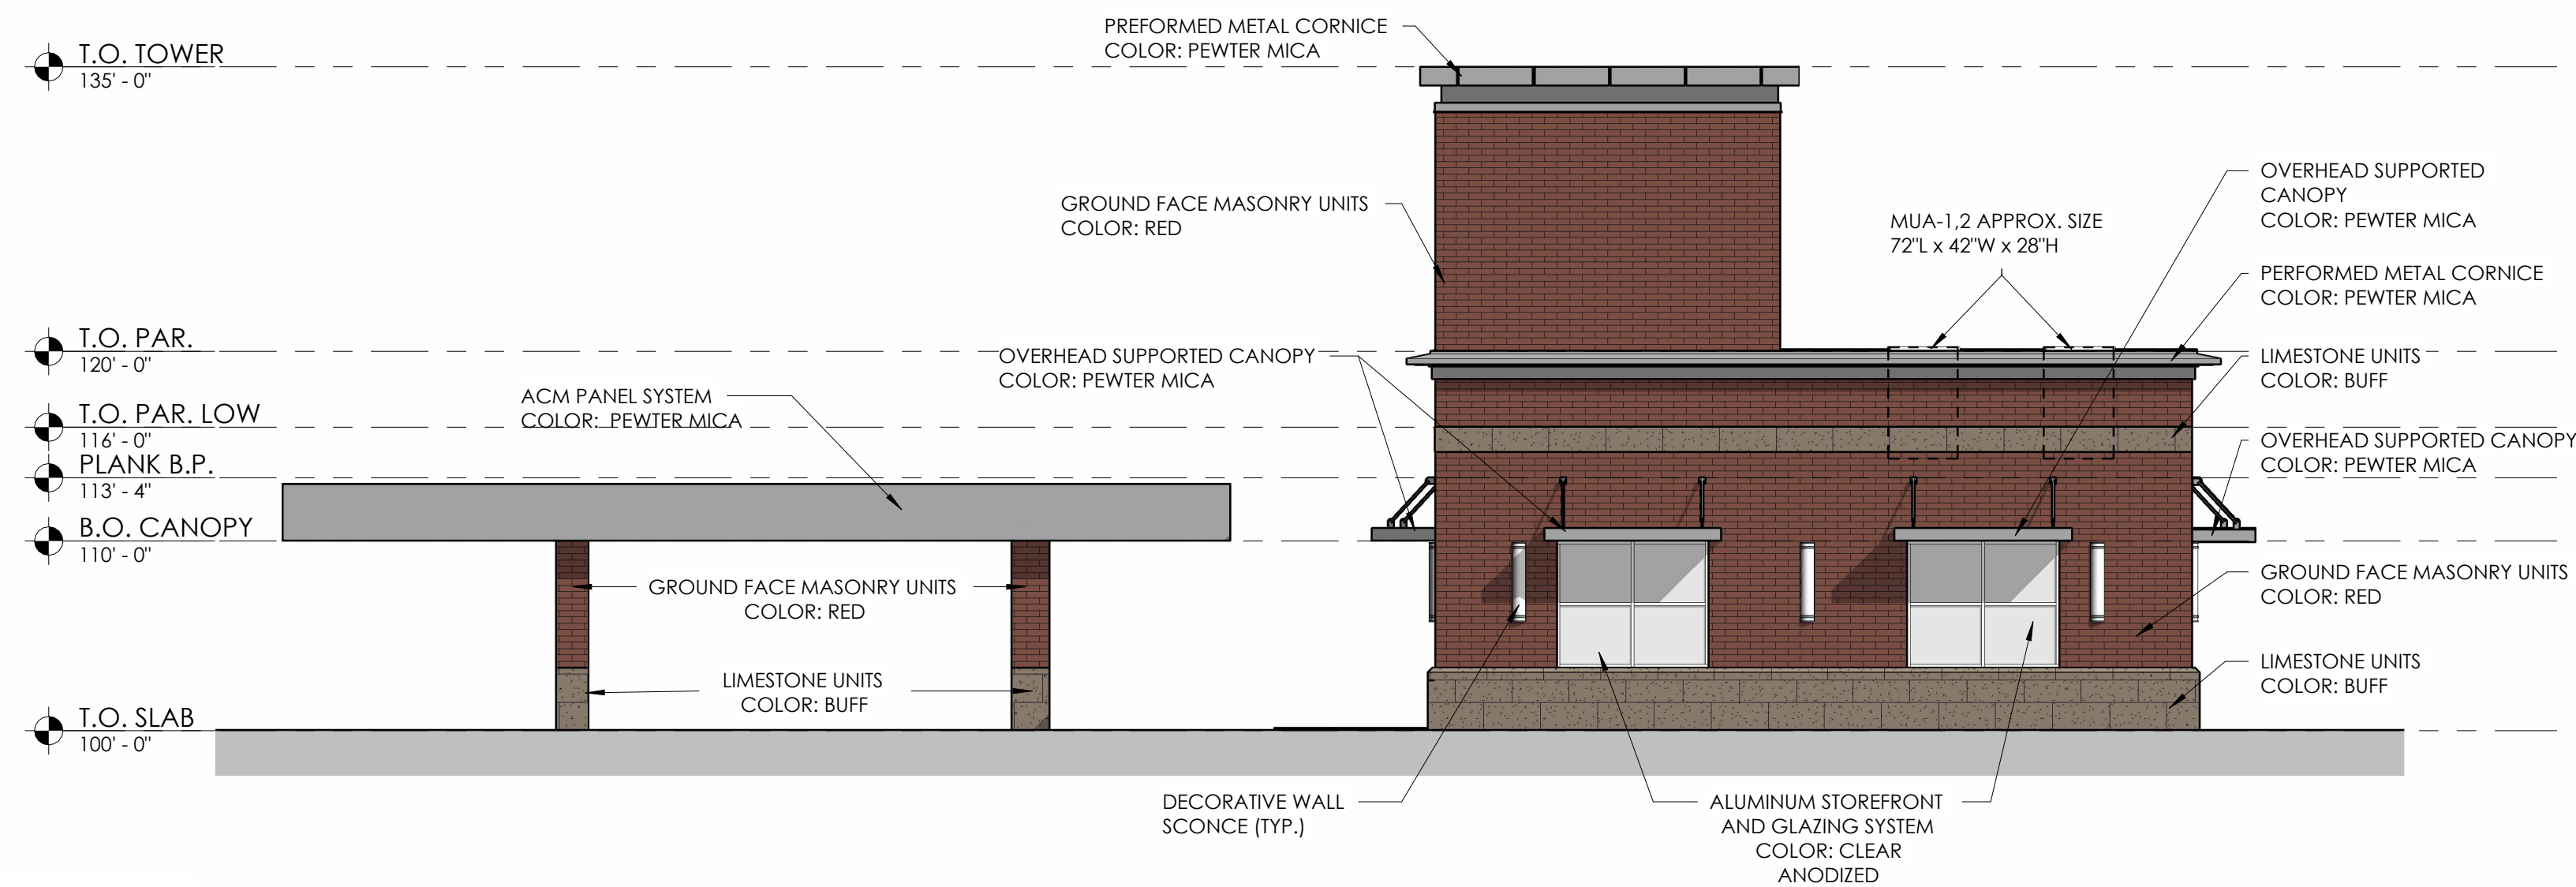 PREFORMED METAL CORNICE
COLOR: PEWTER MICA
T.O. TOWER
135' - 0"
OVERHEAD SUPPORTED
CANOPY
COLOR: PEWTER MICA
GROUND FACE MASONRY UNITS
COLOR: RED
MUA-1,2 APPROX. SIZE
72"L x 42"W x 28"H
PERFORMED METAL CORNICE
COLOR: PEWTER MICA
T.O. PAR.
120' - 0"
OVERHEAD SUPPORTED CANOPY
COLOR: PEWTER MICA
LIMESTONE UNITS
COLOR: BUFF
ACM PANEL SYSTEM
COLOR: PEWTER MICA
T.O. PAR. LOW
116' - 0"
OVERHEAD SUPPORTED CANOPY
COLOR: PEWTER MICA
PLANK B.P.
113' - 4"
B.O. CANOPY
110' - 0"
GROUND FACE MASONRY UNITS
COLOR: RED
GROUND FACE MASONRY UNITS
COLOR: RED
LIMESTONE UNITS
COLOR: BUFF
LIMESTONE UNITS
COLOR: BUFF
T.O. SLAB
100' - 0"
DECORATIVE WALL
SCONCE (TYP.)
ALUMINUM STOREFRONT
AND GLAZING SYSTEM
COLOR: CLEAR
ANODIZED